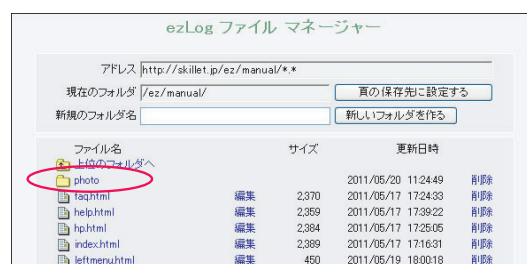 ezLog ファイル マネージャー
アドレス http://skillet.jp/ez/manual/*.*
現在のフォルダ /ez/manual/ 頁の保存先に設定する
新規のフォルダ名 新しいフォルダを作る
ファイル名 サイズ 更新日時
上位のフォルダへ
photo 2011/05/20 11:24:49 削除
faq.html 編集 2,370 2011/05/17 17:24:33 削除
help.html 編集 2,359 2011/05/17 17:39:22 削除
hp.html 編集 2,384 2011/05/17 17:25:05 削除
index.html 編集 2,389 2011/05/17 17:16:31 削除
leftmenu.html 編集 450 2011/05/19 18:00:18 削除